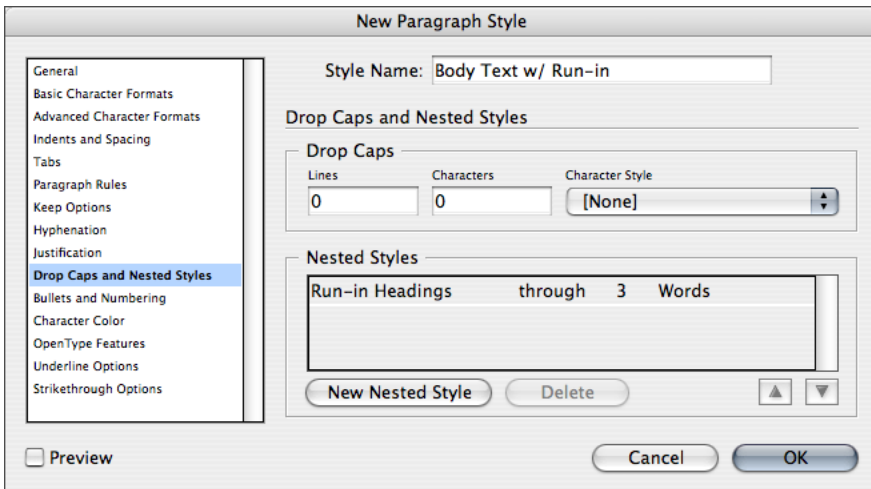 New Paragraph Style
General
Basic Character Formats
Advanced Character Formats
Indents and Spacing
Tabs
Paragraph Rules
Keep Options
Hyphenation
Justification
Drop Caps and Nested Styles
Bullets and Numbering
Character Color
OpenType Features
Underline Options
Strikethrough Options
Style Name: Body Text w/ Run-in
Drop Caps and Nested Styles
Drop Caps
Lines Characters Character Style
0 0 [None]
Nested Styles
Run-in Headings through 3 Words
New Nested Style Delete
Preview Cancel OK